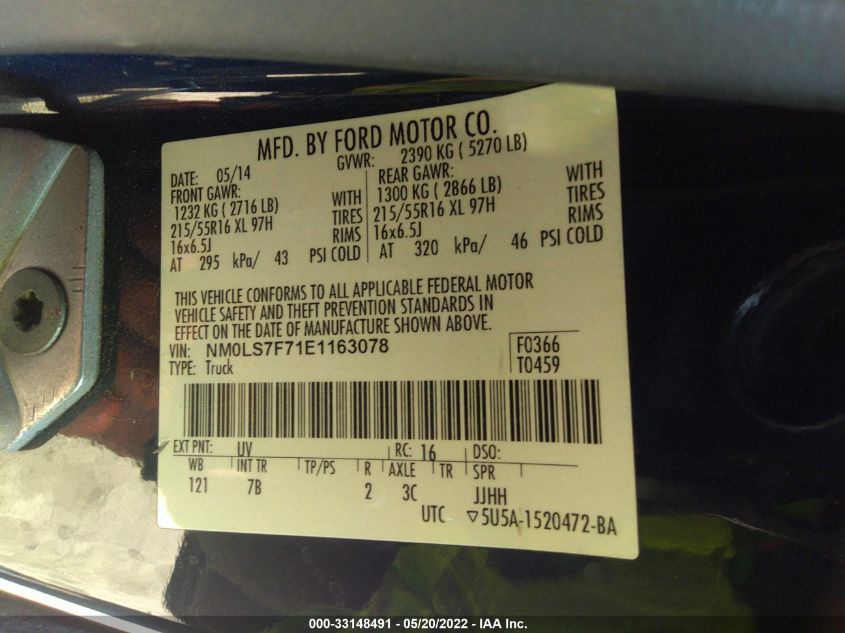 MFD. BY FORD MOTOR CO.
DATE: 05/14 GVWR: 2390 KG ( 5270 LB)
FRONT GAWR: WITH REAR GAWR: WITH
1232 KG ( 2716 LB) TIRES 1300 KG ( 2866 LB) TIRES
215/55R16 XL 97H RIMS 215/55R16 XL 97H RIMS
16x6.5J 16x6.5J
AT 295 kPa/ 43 PSI COLD AT 320 kPa/ 46 PSI COLD
THIS VEHICLE CONFORMS TO ALL APPLICABLE FEDERAL MOTOR
VEHICLE SAFETY AND THEFT PREVENTION STANDARDS IN
EFFECT ON THE DATE OF MANUFACTURE SHOWN ABOVE.
VIN: NM0LS7F71E1163078 F0366
TYPE: Truck T0459
EXT PNT: UV RC: 16 DSO:
WB INT TR TP/PS R AXLE TR SPR
121 7B 2 3C JJHH
UTC ▽5U5A-1520472-BA
000-33148491 - 05/20/2022 - IAA Inc.